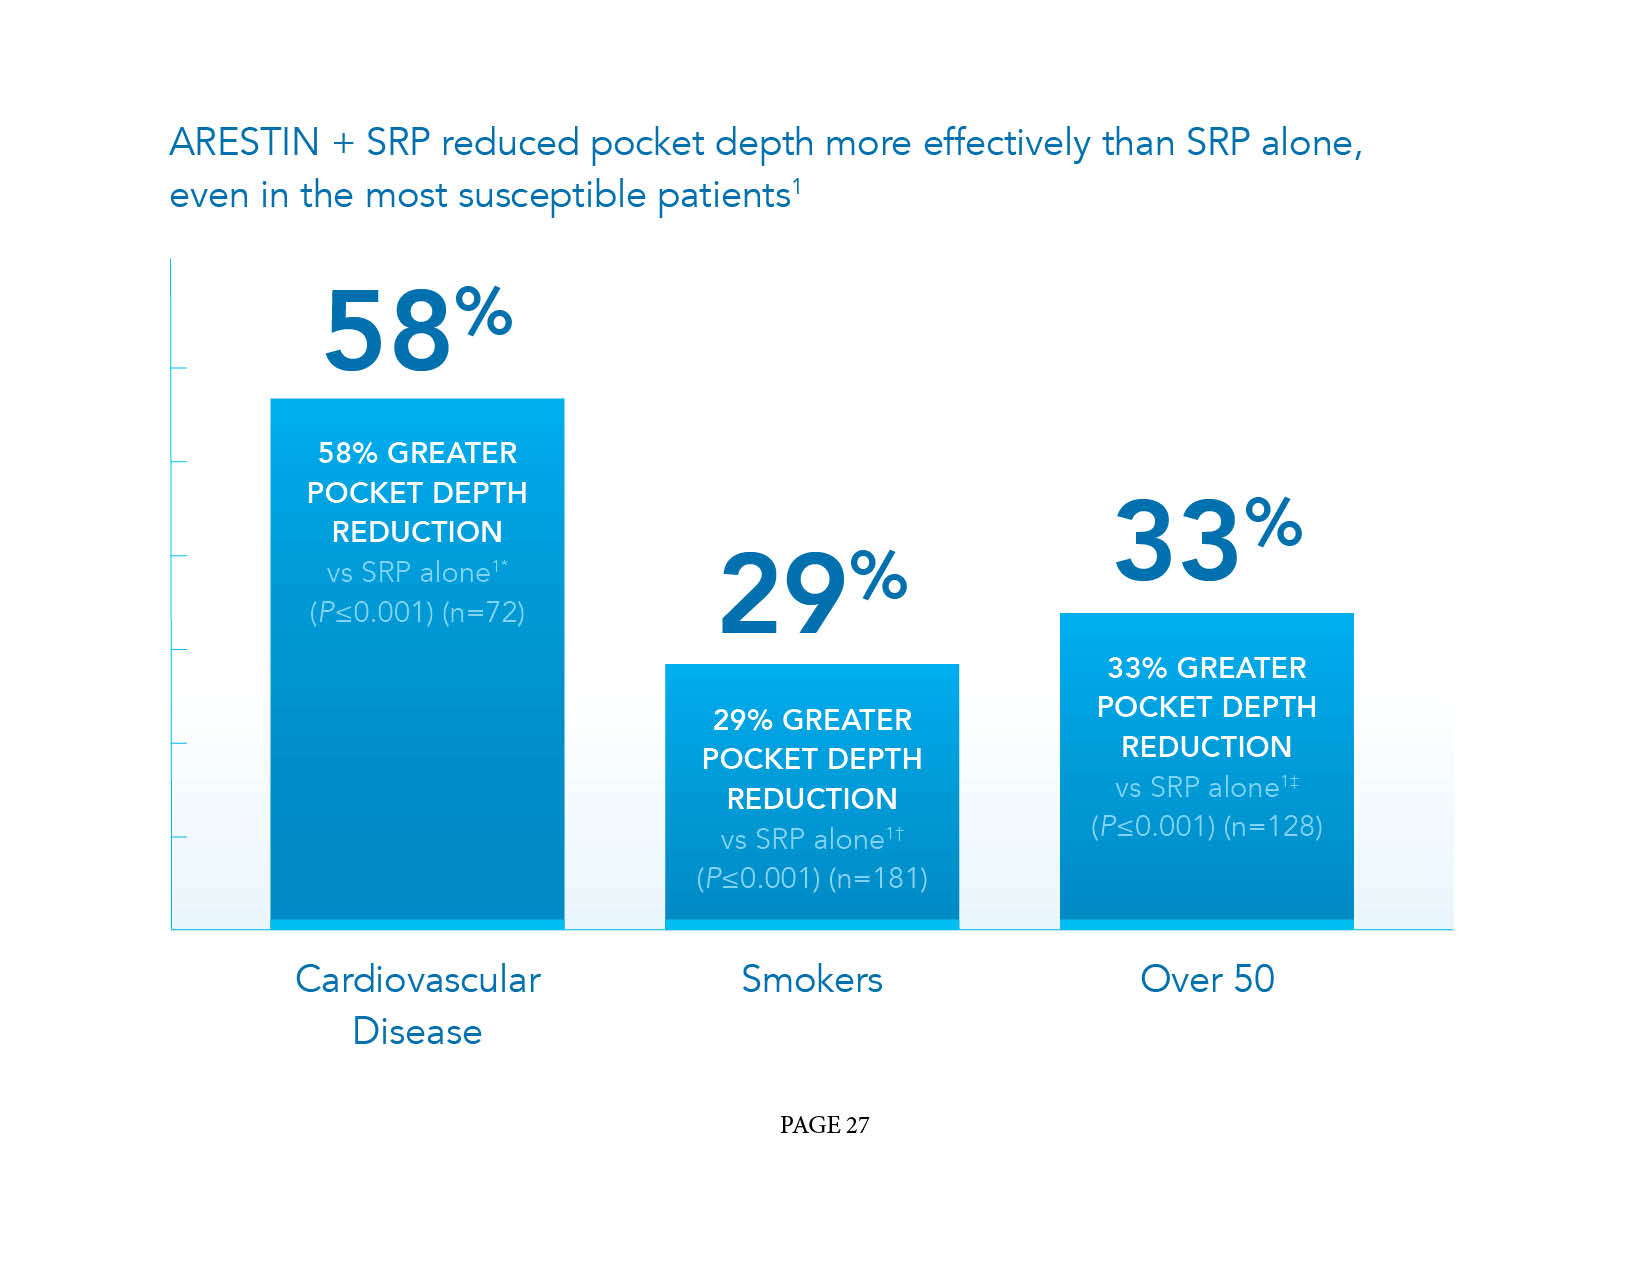 ARESTIN + SRP reduced pocket depth more effectively than SRP alone,
even in the most susceptible patients¹
58%
58% GREATER
POCKET DEPTH
REDUCTION
vs SRP alone¹*
(P≤0.001) (n=72)
29%
29% GREATER
POCKET DEPTH
REDUCTION
vs SRP alone¹†
(P≤0.001) (n=181)
33%
33% GREATER
POCKET DEPTH
REDUCTION
vs SRP alone¹‡
(P≤0.001) (n=128)
Cardiovascular
Disease
Smokers
Over 50
PAGE 27